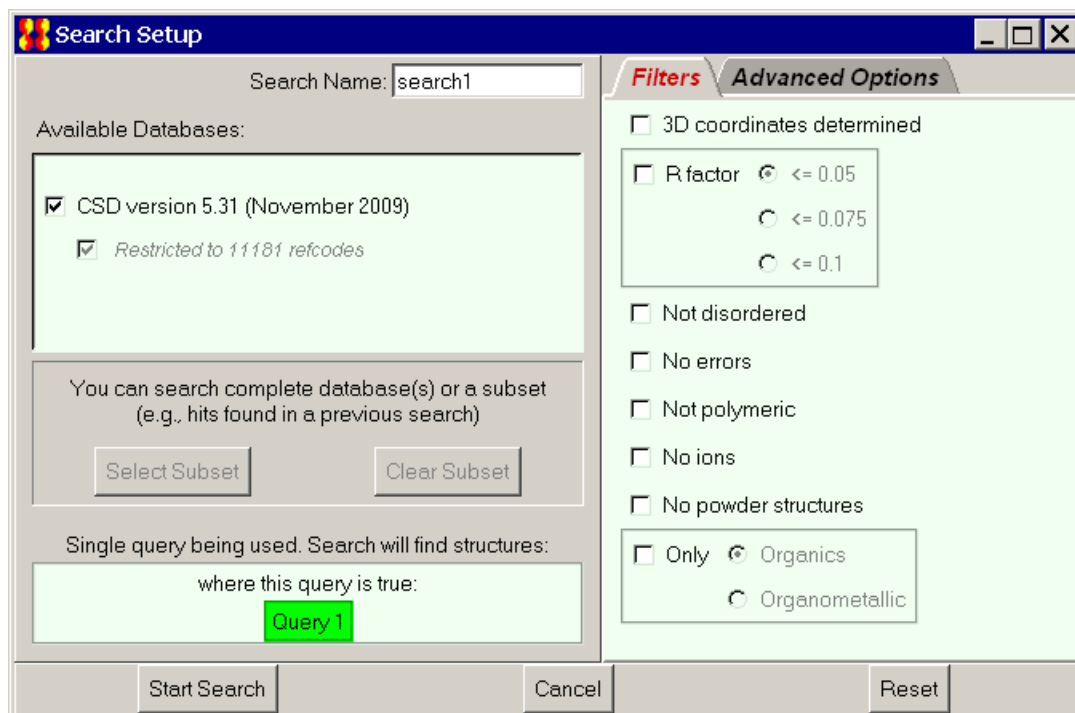 Search Setup
Search Name: search1
Available Databases:
CSD version 5.31 (November 2009)
Restricted to 11181 refcodes
You can search complete database(s) or a subset
(e.g., hits found in a previous search)
Select Subset
Clear Subset
Single query being used. Search will find structures:
where this query is true:
Query 1
Filters
Advanced Options
3D coordinates determined
R factor <= 0.05
<= 0.075
<= 0.1
Not disordered
No errors
Not polymeric
No ions
No powder structures
Only Organics
Organometallic
Start Search
Cancel
Reset